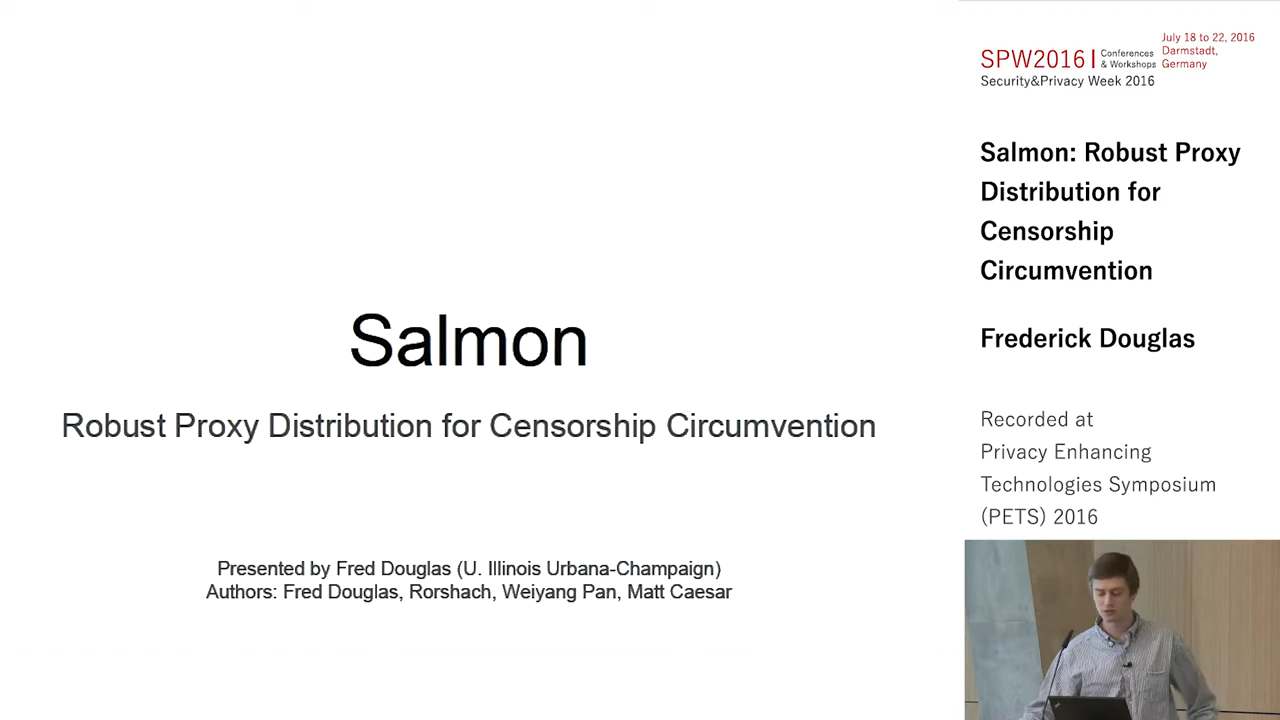 Salmon
Robust Proxy Distribution for Censorship Circumvention
Presented by Fred Douglas (U. Illinois Urbana-Champaign)
Authors: Fred Douglas, Rorshach, Weiyang Pan, Matt Caesar
SPW2016 | Conferences
& Workshops
July 18 to 22, 2016
Darmstadt,
Germany
Security&Privacy Week 2016
Salmon: Robust Proxy
Distribution for
Censorship
Circumvention
Frederick Douglas
Recorded at
Privacy Enhancing
Technologies Symposium
(PETS) 2016